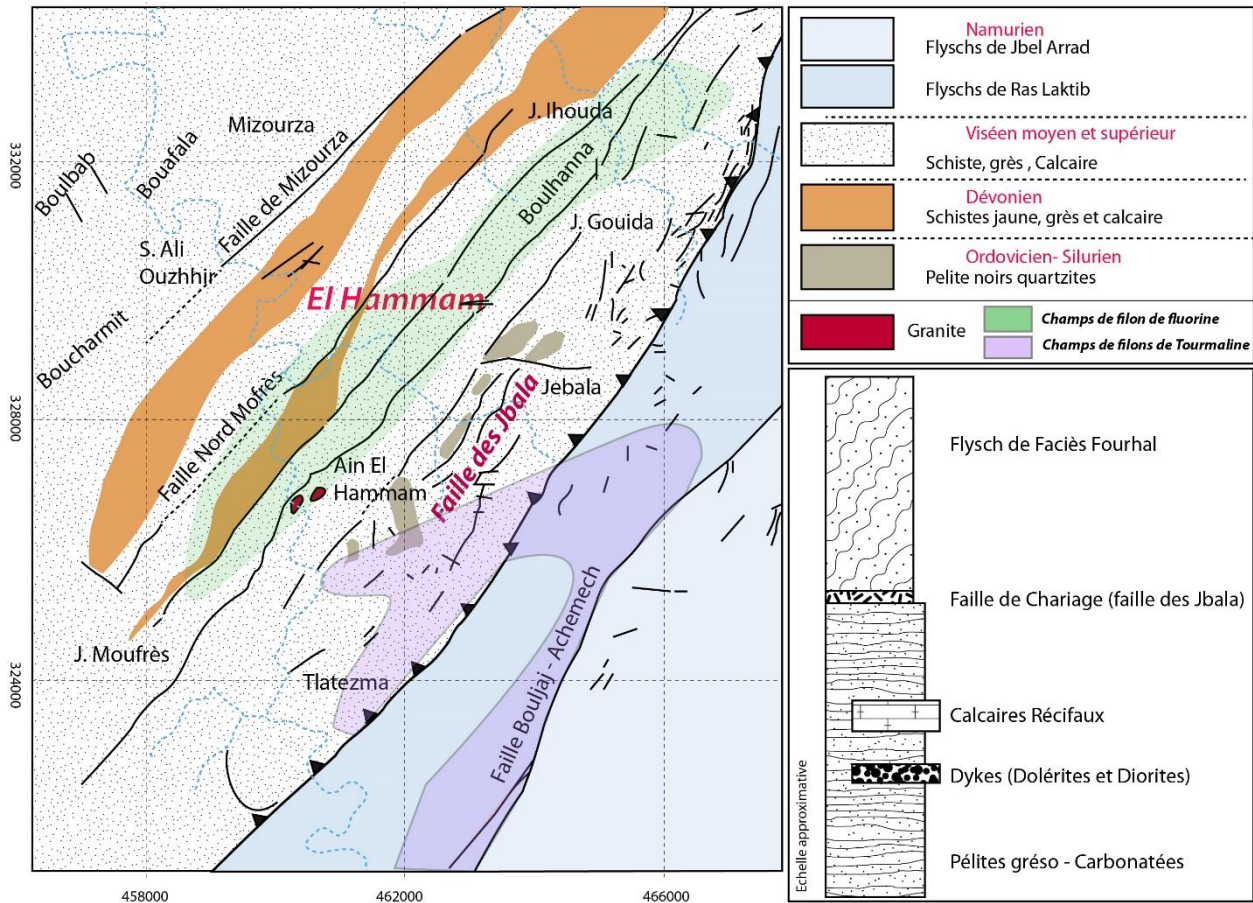 Mizourza
J. Ihouda
Boulbab
Bouafala
Faille de Mizourza
Boulhanna
S. Ali
Ouzhhir
J. Gouida
El Hammam
Boucharmit
Faille Nord Mofrès
Jebala
Faille des Jbala
Ain El
Hammam
J. Moufrès
Tlatezma
Faille Bouljaj - Achemech
332000
328000
324000
458000
462000
466000
Namurien
Flyschs de Jbel Arrad
Flyschs de Ras Laktib
Viséen moyen et supérieur
Schiste, grès , Calcaire
Dévonien
Schistes jaune, grès et calcaire
Ordovicien- Silurien
Pelite noirs quartzites
Granite
Champs de filon de fluorine
Champs de filons de Tourmaline
Flysch de Faciès Fourhal
Faille de Chariage (faille des Jbala)
Calcaires Récifaux
Dykes (Dolérites et Diorites)
Pélites gréso - Carbonatées
Echelle approximative